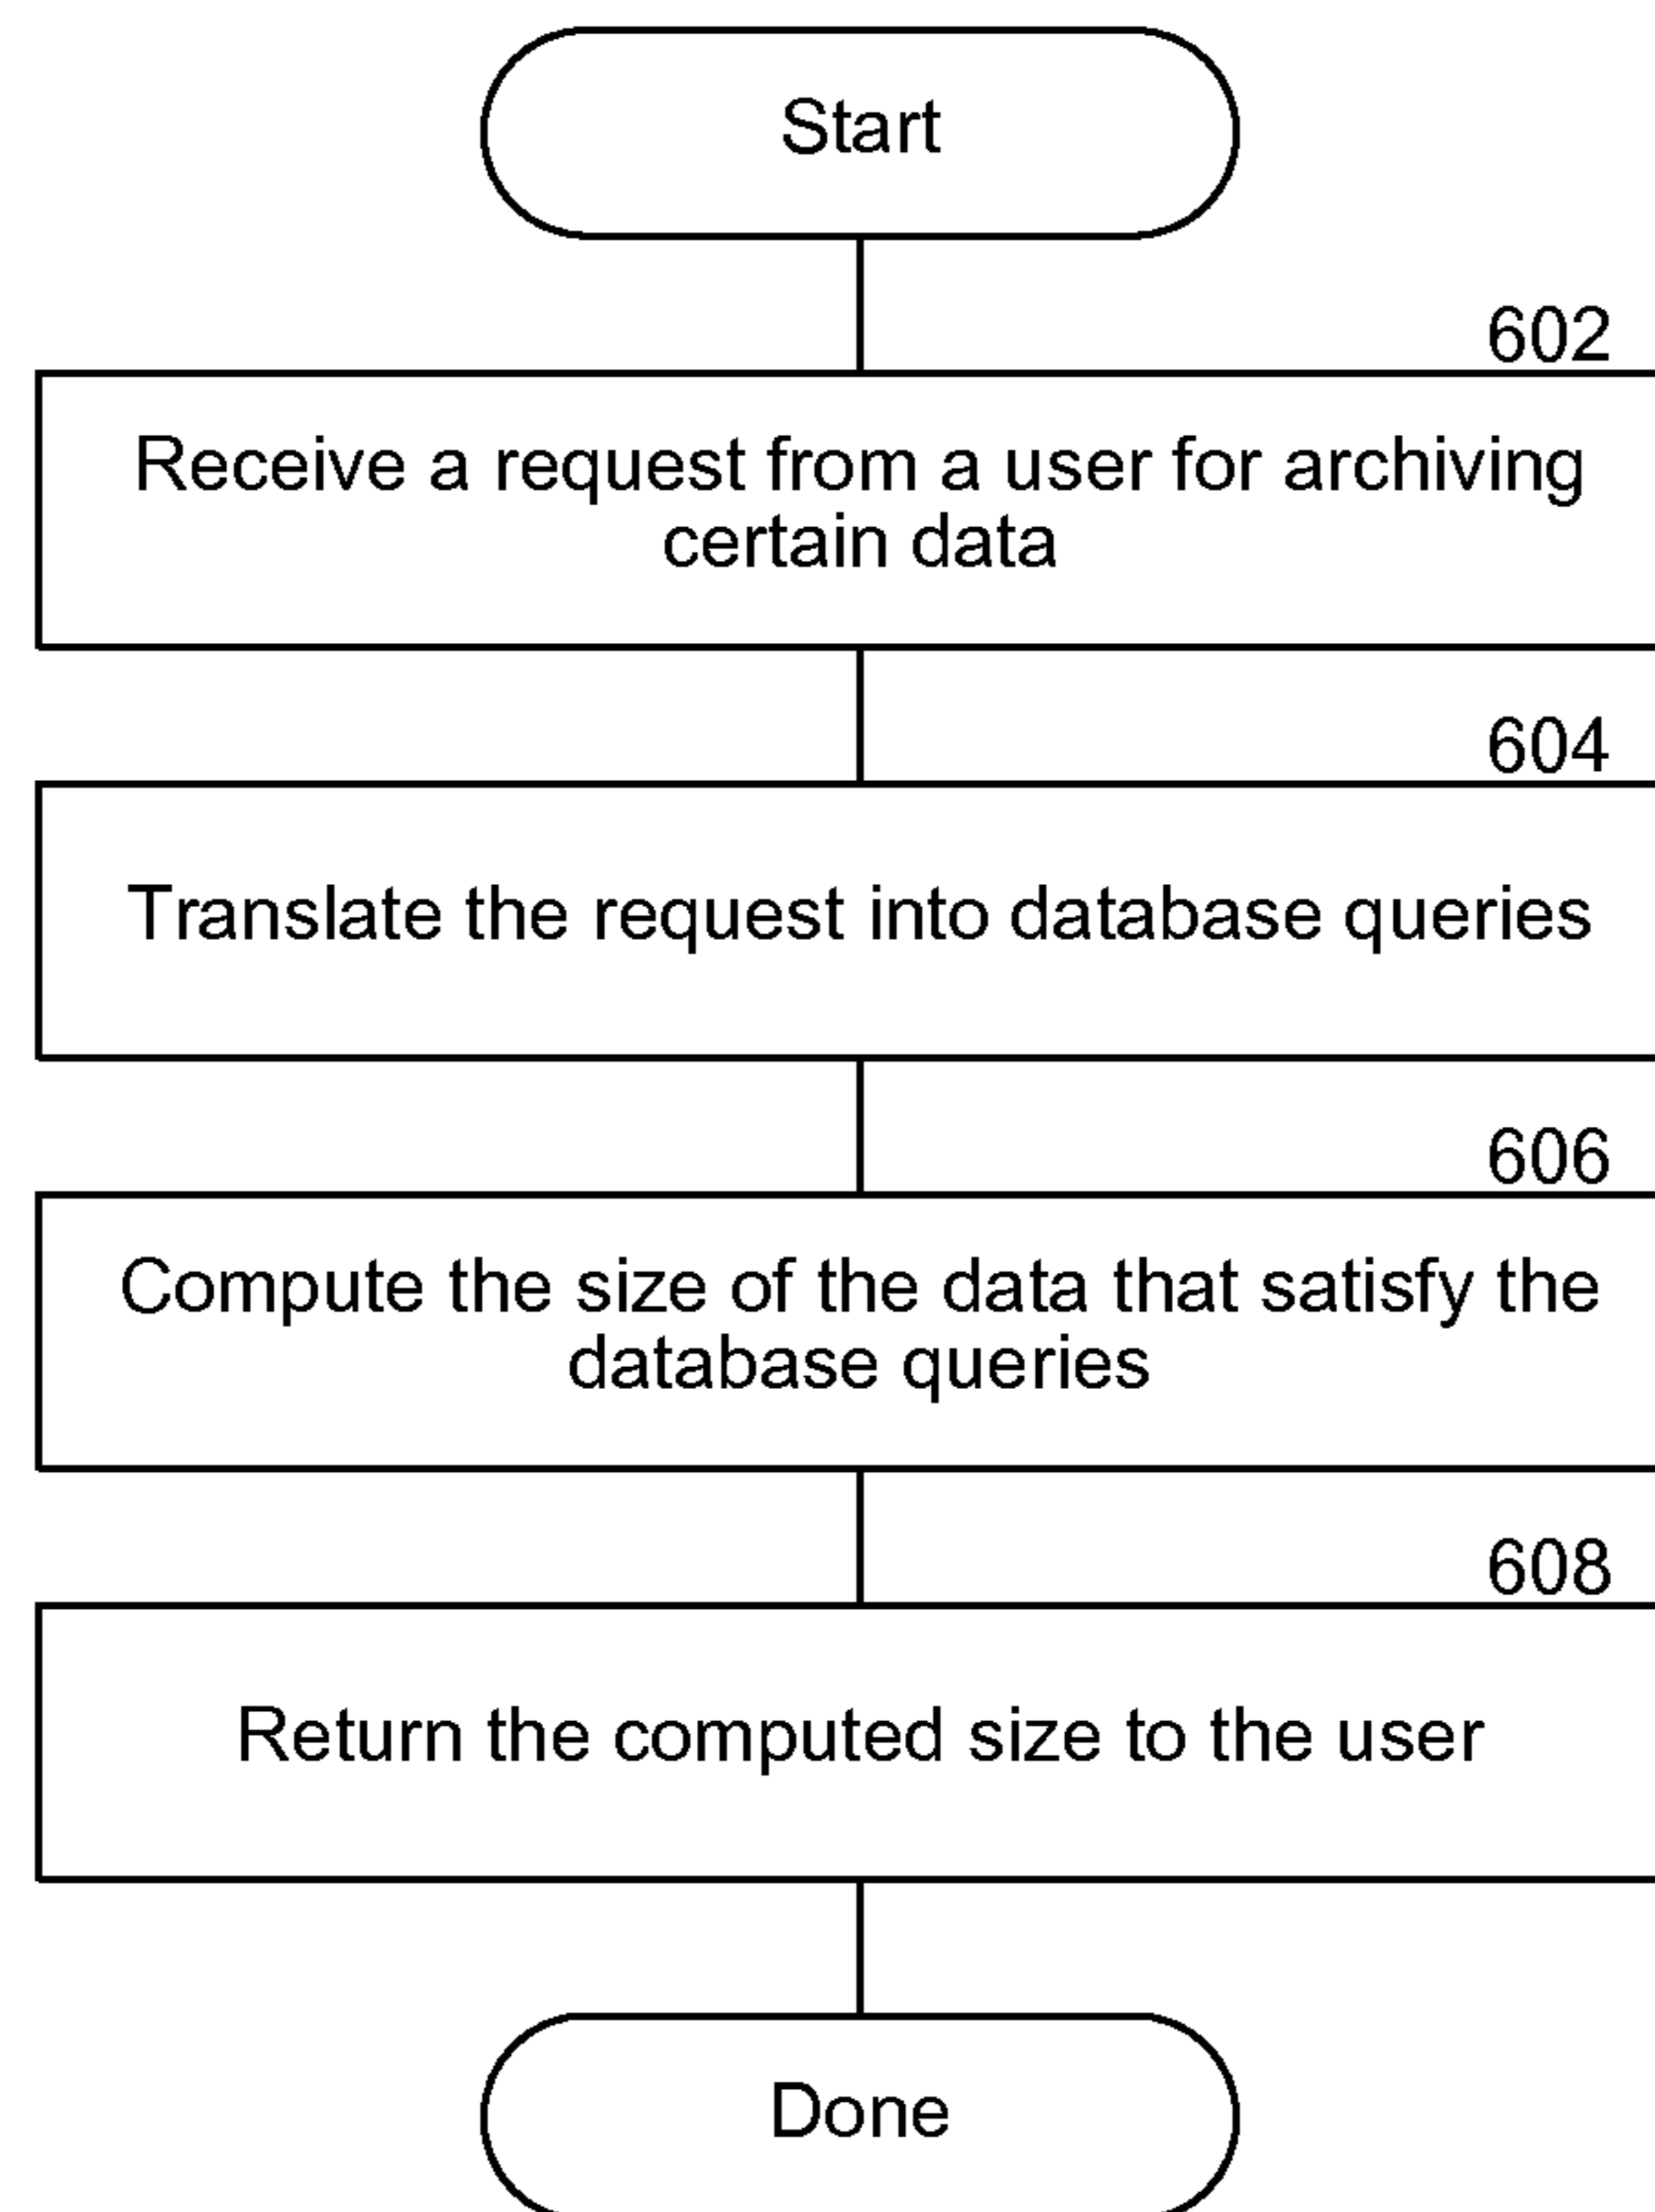 Start
602
Receive a request from a user for archiving
certain data
604
Translate the request into database queries
606
Compute the size of the data that satisfy the
database queries
608
Return the computed size to the user
Done